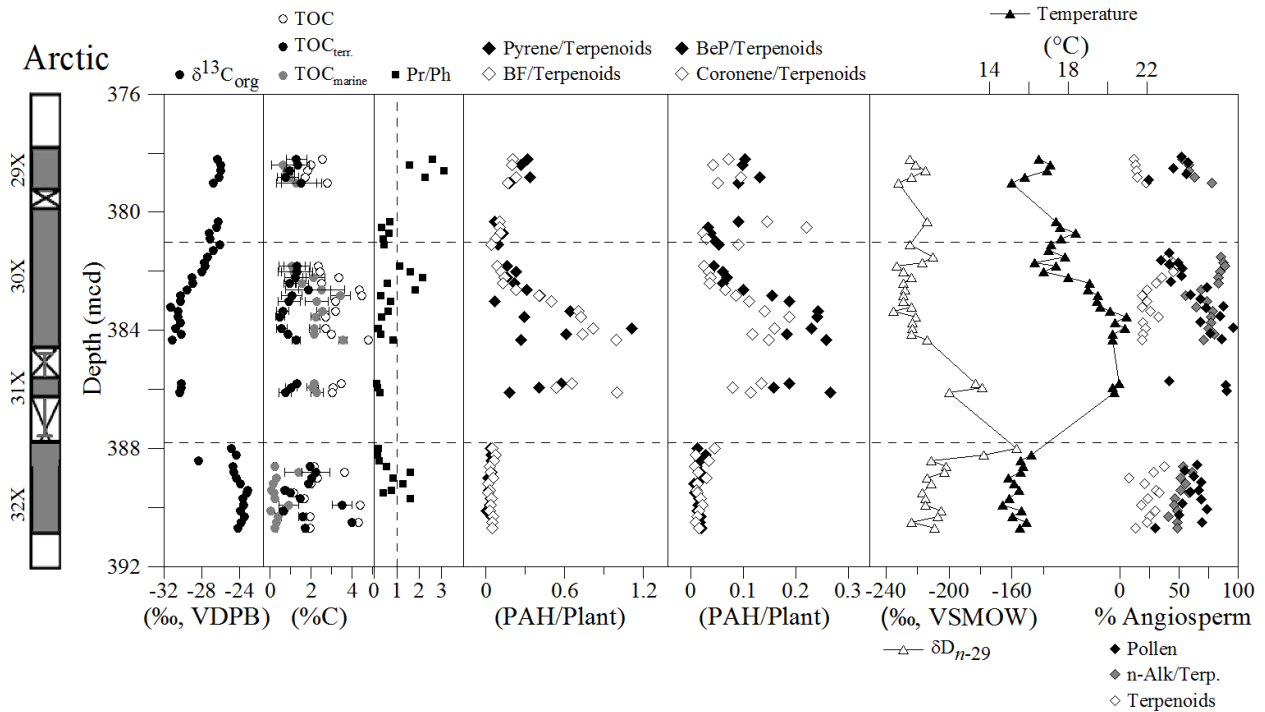 Temperature
(°C)
14 18 22
TOC
TOCterr.
TOCmarine
Pyrene/Terpenoids
BF/Terpenoids
BeP/Terpenoids
Coronene/Terpenoids
Arctic
δ13Corg
Pr/Ph
29X
30X
31X
32X
Depth (mcd)
376
380
384
388
392
-32 -28 -24
(‰, VDPB)
0 2 4 6
(%C)
0 1 2 3
0 0.6 1.2
(PAH/Plant)
0 0.1 0.2 0.3
(PAH/Plant)
-240 -200 -160
(‰, VSMOW)
δDn-29
0 50 100
% Angiosperm
Pollen
n-Alk/Terp.
Terpenoids